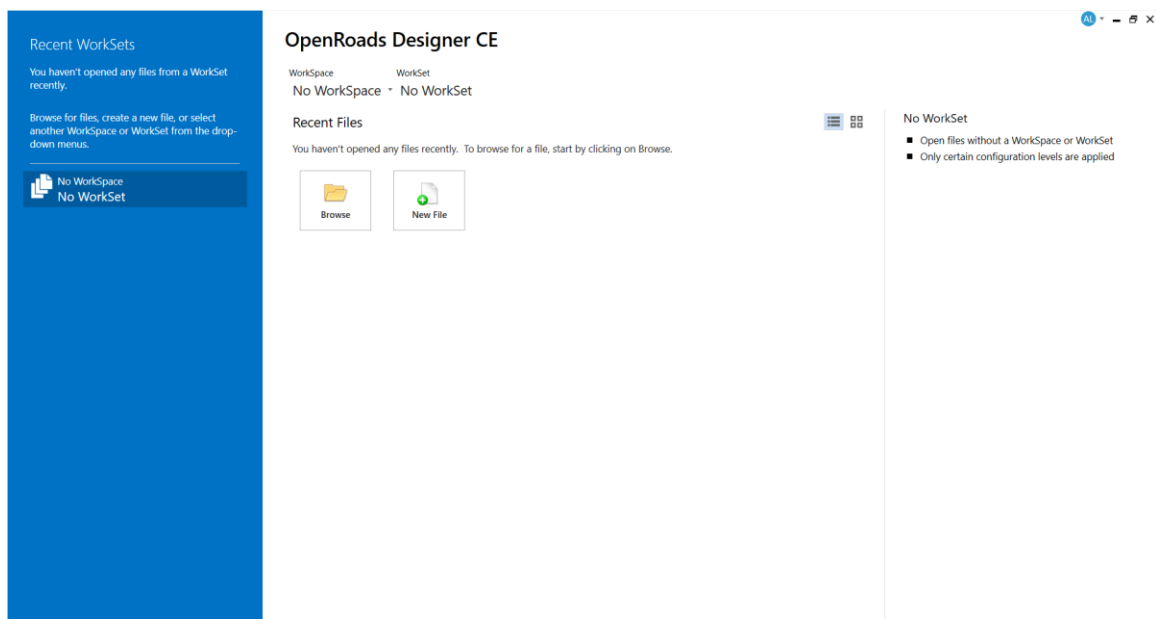 Recent WorkSets
You haven't opened any files from a WorkSet
recently.
Browse for files, create a new file, or select
another WorkSpace or WorkSet from the drop-
down menus.
No WorkSpace
No WorkSet
AL
OpenRoads Designer CE
WorkSpace WorkSet
No WorkSpace No WorkSet
Recent Files
You haven't opened any files recently. To browse for a file, start by clicking on Browse.
Browse New File
No WorkSet
Open files without a WorkSpace or WorkSet
Only certain configuration levels are applied